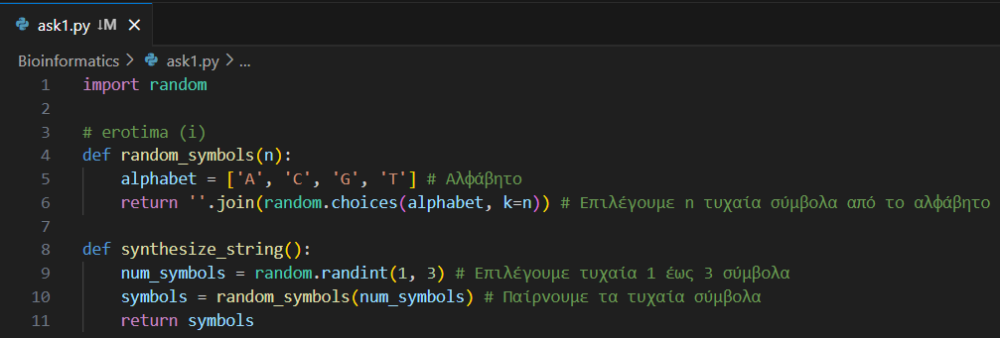 ask1.py ↓M ×
Bioinformatics > ask1.py > ...
1 import random
2
3 # erotima (i)
4 def random_symbols(n):
5     alphabet = ['A', 'C', 'G', 'T'] # Αλφάβητο
6     return ''.join(random.choices(alphabet, k=n)) # Επιλέγουμε n τυχαία σύμβολα από το αλφάβητο
7
8 def synthesize_string():
9     num_symbols = random.randint(1, 3) # Επιλέγουμε τυχαία 1 έως 3 σύμβολα
10     symbols = random_symbols(num_symbols) # Παίρνουμε τα τυχαία σύμβολα
11     return symbols